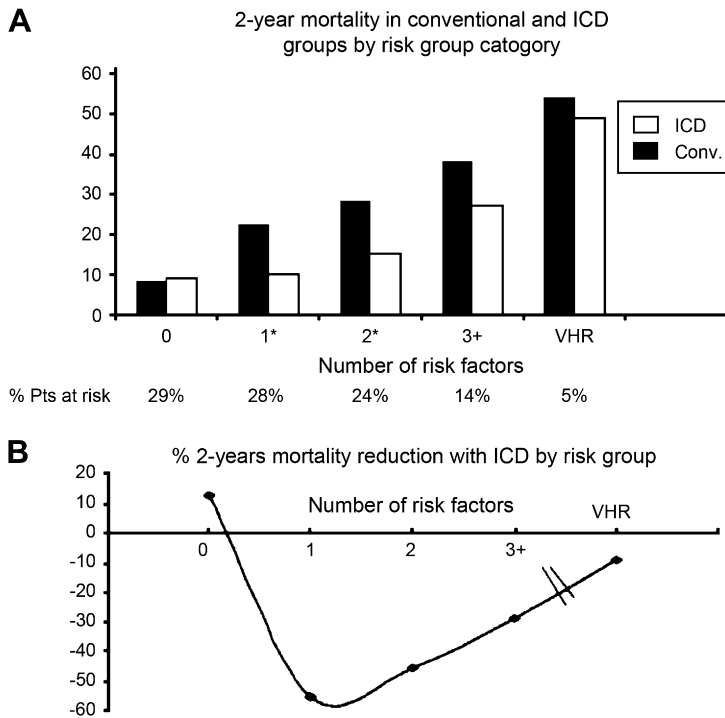 A
2-year mortality in conventional and ICD
groups by risk group catogory
60
50
40
30
20
10
0
ICD
Conv.
0 1* 2* 3+ VHR
Number of risk factors
% Pts at risk 29% 28% 24% 14% 5%
B
% 2-years mortality reduction with ICD by risk group
20
10
0
-10
-20
-30
-40
-50
-60
Number of risk factors
VHR
0 1 2 3+